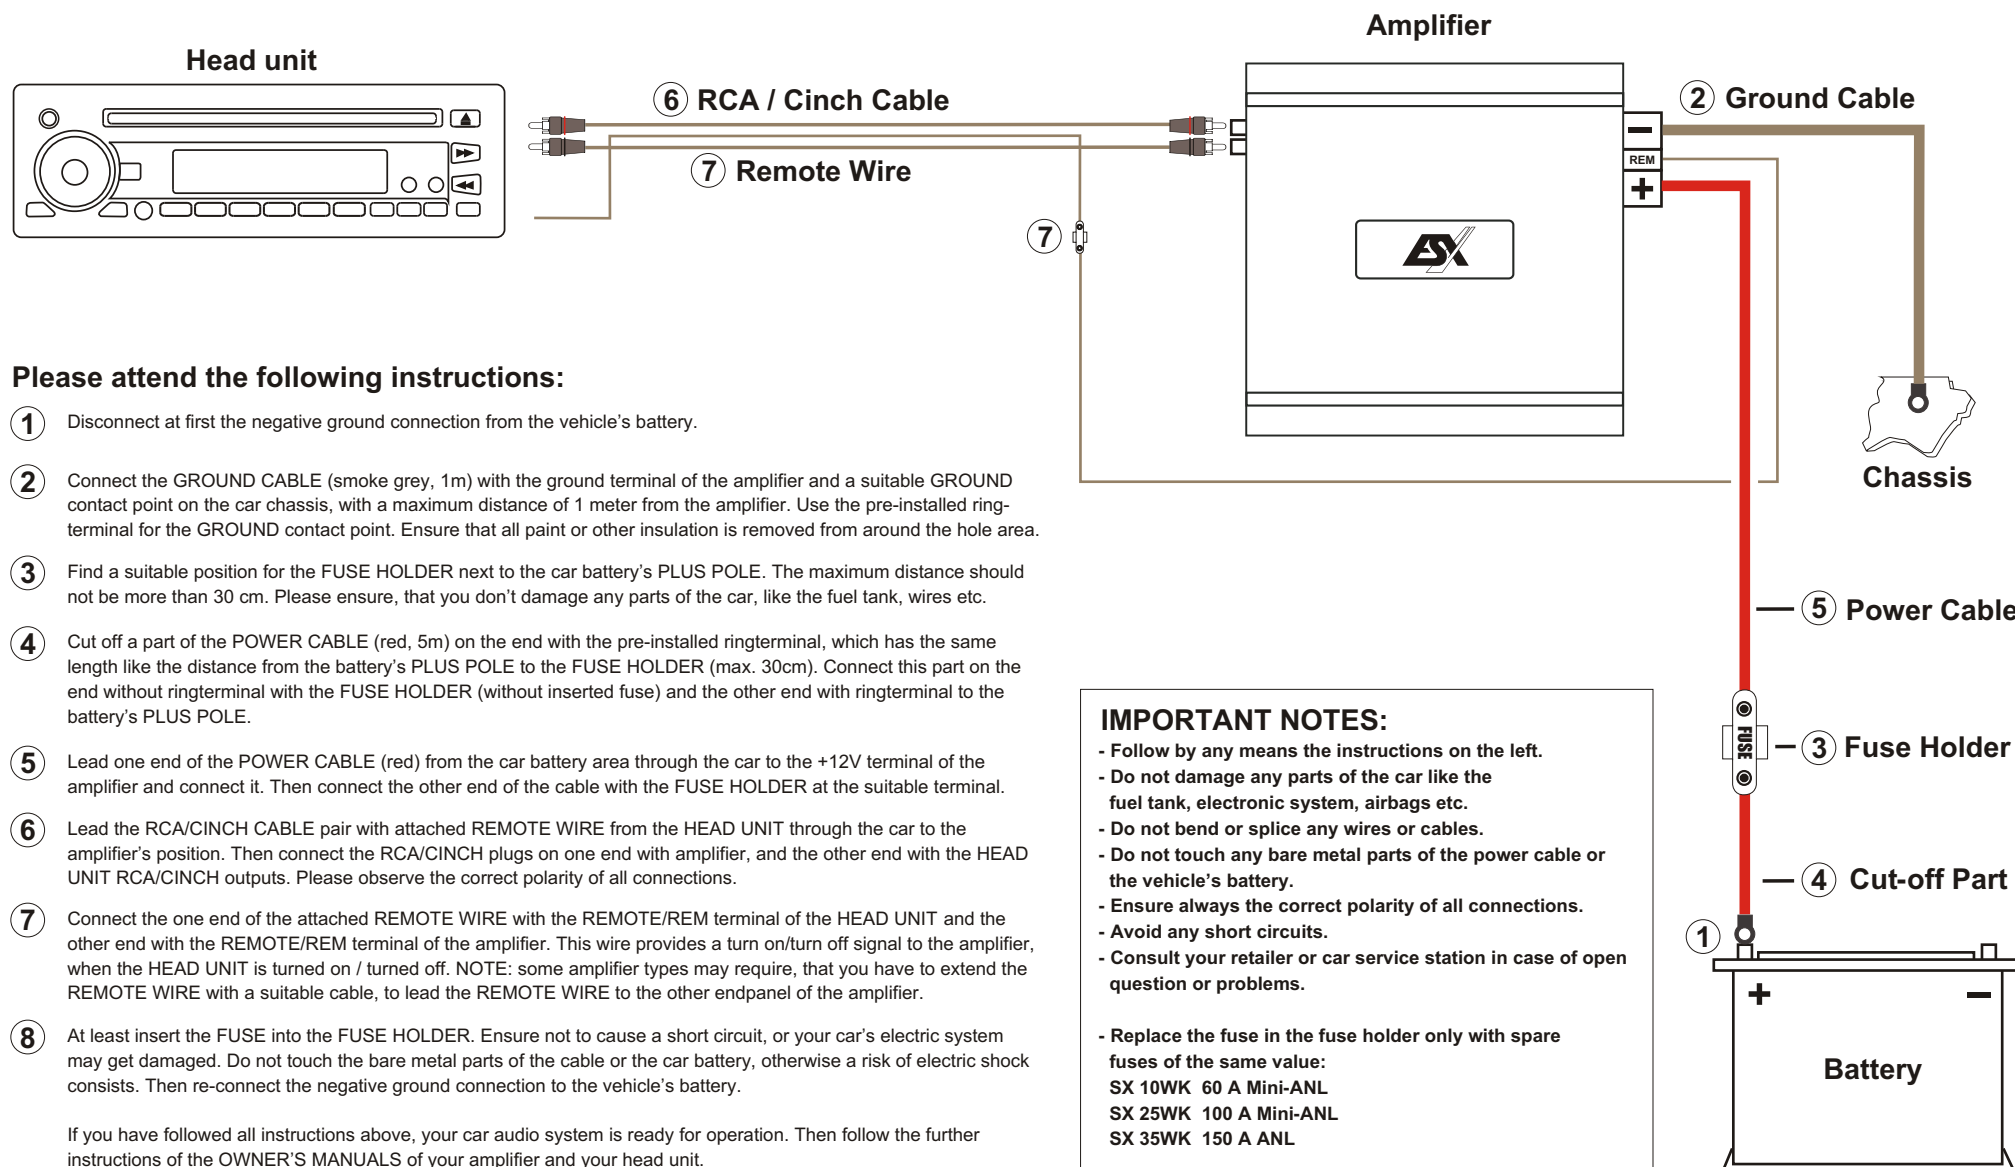 Amplifier
Head unit
6 RCA / Cinch Cable
2 Ground Cable
REM
7 Remote Wire
7
ESX
Chassis
Please attend the following instructions:
1 Disconnect at first the negative ground connection from the vehicle's battery.
2 Connect the GROUND CABLE (smoke grey, 1m) with the ground terminal of the amplifier and a suitable GROUND
contact point on the car chassis, with a maximum distance of 1 meter from the amplifier. Use the pre-installed ring-
terminal for the GROUND contact point. Ensure that all paint or other insulation is removed from around the hole area.
3 Find a suitable position for the FUSE HOLDER next to the car battery's PLUS POLE. The maximum distance should
not be more than 30 cm. Please ensure, that you don't damage any parts of the car, like the fuel tank, wires etc.
4 Cut off a part of the POWER CABLE (red, 5m) on the end with the pre-installed ringterminal, which has the same
length like the distance from the battery's PLUS POLE to the FUSE HOLDER (max. 30cm). Connect this part on the
end without ringterminal with the FUSE HOLDER (without inserted fuse) and the other end with ringterminal to the
battery's PLUS POLE.
5 Lead one end of the POWER CABLE (red) from the car battery area through the car to the +12V terminal of the
amplifier and connect it. Then connect the other end of the cable with the FUSE HOLDER at the suitable terminal.
6 Lead the RCA/CINCH CABLE pair with attached REMOTE WIRE from the HEAD UNIT through the car to the
amplifier's position. Then connect the RCA/CINCH plugs on one end with amplifier, and the other end with the HEAD
UNIT RCA/CINCH outputs. Please observe the correct polarity of all connections.
7 Connect the one end of the attached REMOTE WIRE with the REMOTE/REM terminal of the HEAD UNIT and the
other end with the REMOTE/REM terminal of the amplifier. This wire provides a turn on/turn off signal to the amplifier,
when the HEAD UNIT is turned on / turned off. NOTE: some amplifier types may require, that you have to extend the
REMOTE WIRE with a suitable cable, to lead the REMOTE WIRE to the other endpanel of the amplifier.
8 At least insert the FUSE into the FUSE HOLDER. Ensure not to cause a short circuit, or your car's electric system
may get damaged. Do not touch the bare metal parts of the cable or the car battery, otherwise a risk of electric shock
consists. Then re-connect the negative ground connection to the vehicle's battery.
If you have followed all instructions above, your car audio system is ready for operation. Then follow the further
instructions of the OWNER'S MANUALS of your amplifier and your head unit.
IMPORTANT NOTES:
- Follow by any means the instructions on the left.
- Do not damage any parts of the car like the
fuel tank, electronic system, airbags etc.
- Do not bend or splice any wires or cables.
- Do not touch any bare metal parts of the power cable or
the vehicle's battery.
- Ensure always the correct polarity of all connections.
- Avoid any short circuits.
- Consult your retailer or car service station in case of open
question or problems.
- Replace the fuse in the fuse holder only with spare
fuses of the same value:
SX 10WK 60 A Mini-ANL
SX 25WK 100 A Mini-ANL
SX 35WK 150 A ANL
5 Power Cable
FUSE
3 Fuse Holder
4 Cut-off Part
1
+ −
Battery